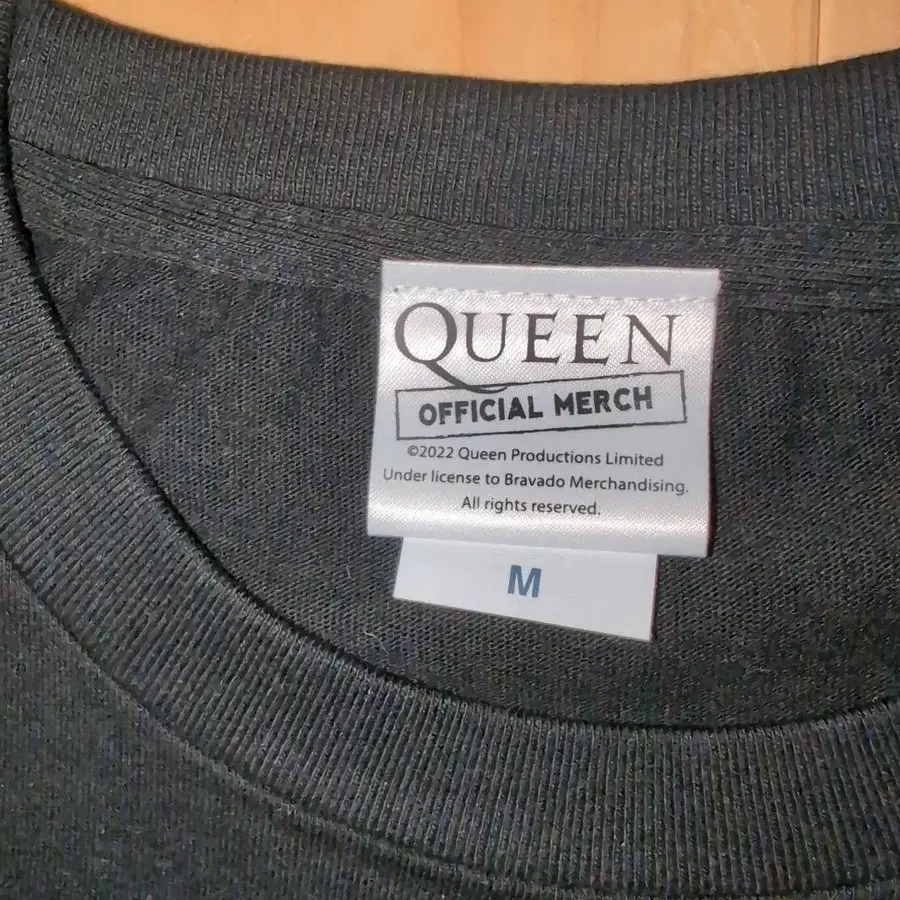 QUEEN
OFFICIAL MERCH
©2022 Queen Productions Limited
Under license to Bravado Merchandising.
All rights reserved.
M